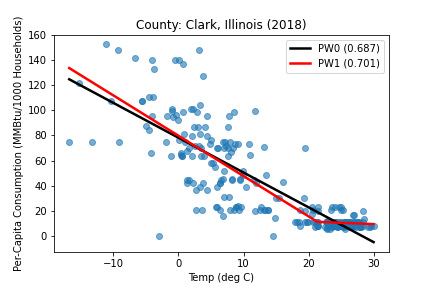 County: Clark, Illinois (2018)
Per-Capita Consumption (MMBtu/1000 Households)
160
140
120
100
80
60
40
20
0
PW0 (0.687)
PW1 (0.701)
−10
0
10
20
30
Temp (deg C)